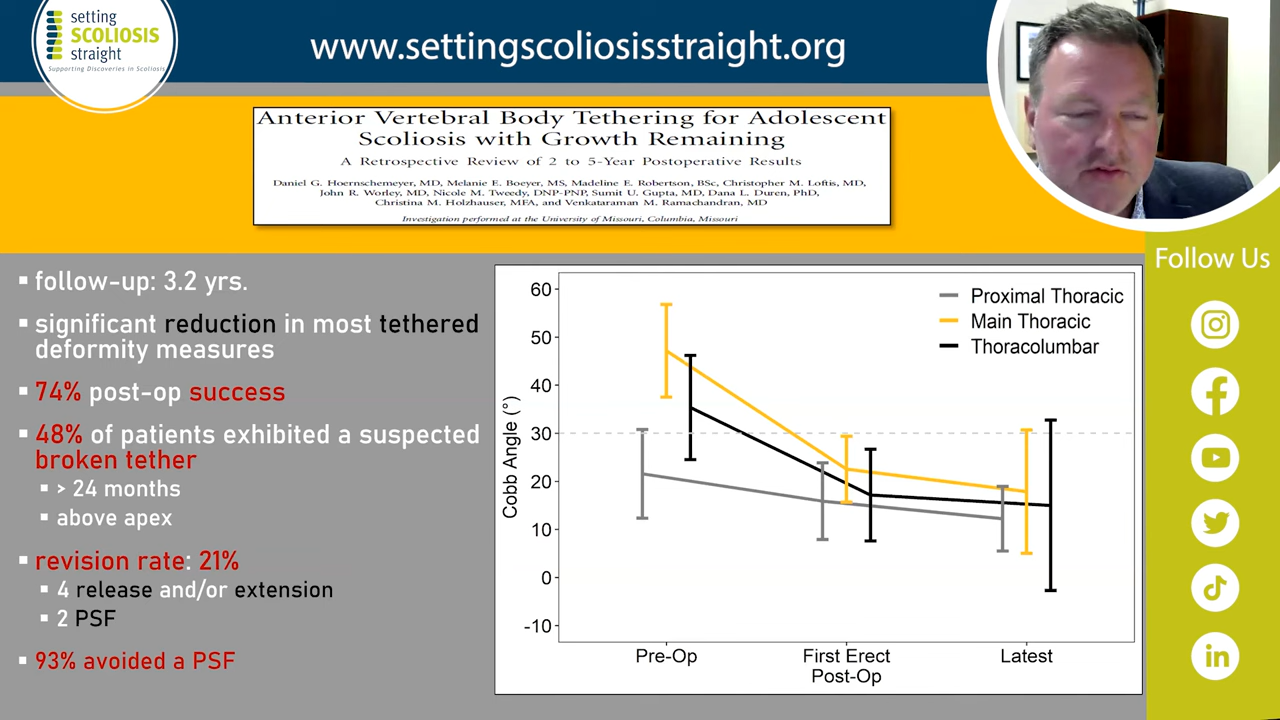 setting
SCOLIOSIS
straight
Supporting Discoveries in Scoliosis
www.settingscoliosisstraight.org
Anterior Vertebral Body Tethering for Adolescent
Scoliosis with Growth Remaining
A Retrospective Review of 2 to 5-Year Postoperative Results
Daniel G. Hoernschemeyer, MD, Melanie E. Boeyer, MS, Madeline E. Robertson, BSc, Christopher M. Loftis, MD,
John R. Worley, MD, Nicole M. Tweedy, DNP-PNP, Sumit U. Gupta, MD, Dana L. Duren, PhD,
Christina M. Holzhauser, MFA, and Venkataraman M. Ramachandran, MD
Investigation performed at the University of Missouri, Columbia, Missouri
follow-up: 3.2 yrs.
significant reduction in most tethered
deformity measures
74% post-op success
48% of patients exhibited a suspected
broken tether
> 24 months
above apex
revision rate: 21%
4 release and/or extension
2 PSF
93% avoided a PSF
Cobb Angle (°)
60
50
40
30
20
10
0
-10
Proximal Thoracic
Main Thoracic
Thoracolumbar
Pre-Op
First Erect
Post-Op
Latest
Follow Us